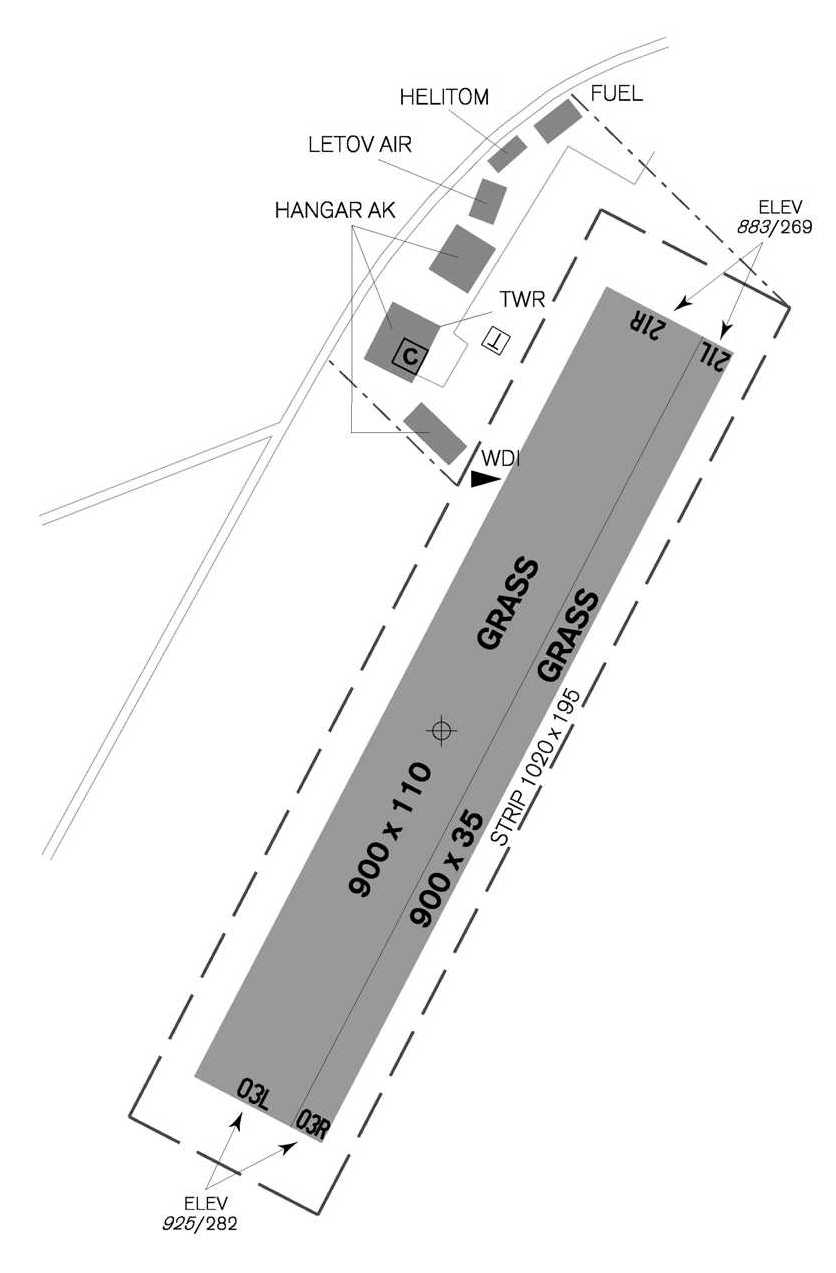 HELITOM
FUEL
LETOV AIR
HANGAR AK
ELEV
883/269
TWR
21R
21L
C
T
WDI
GRASS
GRASS
STRIP 1020 x 195
900 x 110
900 x 35
03L
03R
ELEV
925/282